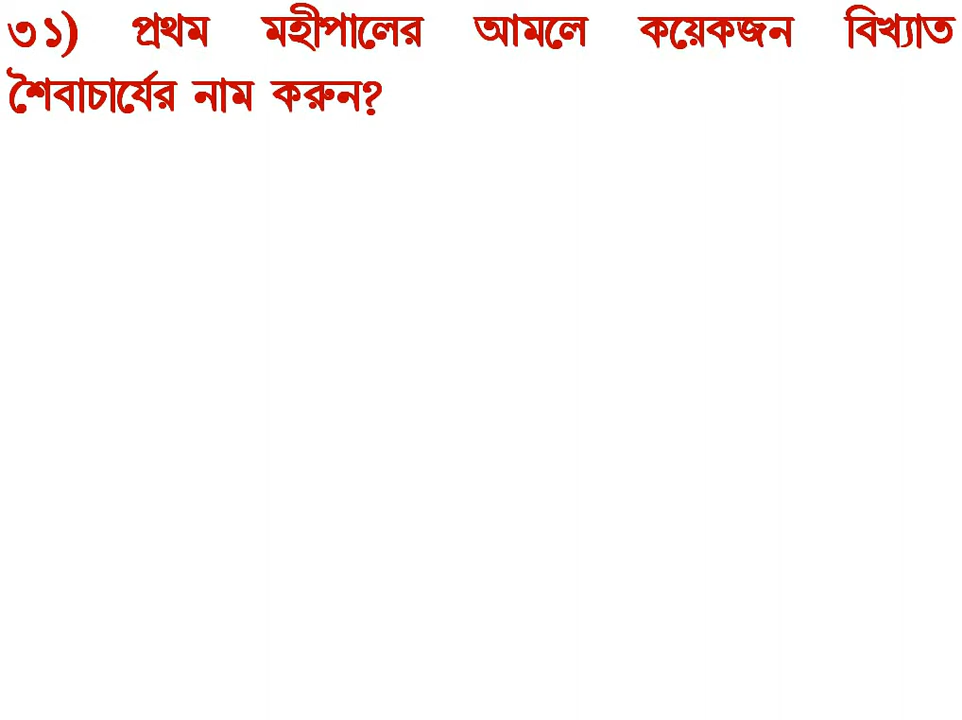 ৩১) প্রথম মহীপালের আমলে কয়েকজন বিখ্যাত
শৈবাচার্যের নাম করুন?